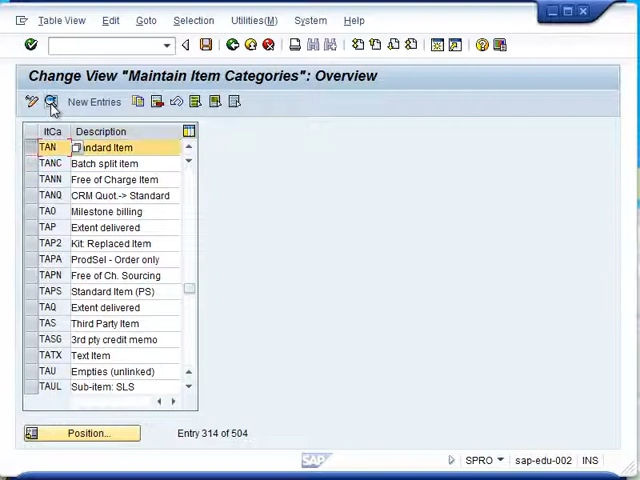 Table View Edit Goto Selection Utilities(M) System Help
Change View "Maintain Item Categories": Overview
New Entries
ItCa Description
TAN andard Item
TANC Batch split item
TANN Free of Charge Item
TANQ CRM Quot.-> Standard
TAO Milestone billing
TAP Extent delivered
TAP2 Kit: Replaced Item
TAPA ProdSel - Order only
TAPN Free of Ch. Sourcing
TAPS Standard Item (PS)
TAQ Extent delivered
TAS Third Party Item
TASG 3rd pty credit memo
TATX Text Item
TAU Empties (unlinked)
TAUL Sub-item: SLS
Position... Entry 314 of 504
SAP SPRO sap-edu-002 INS